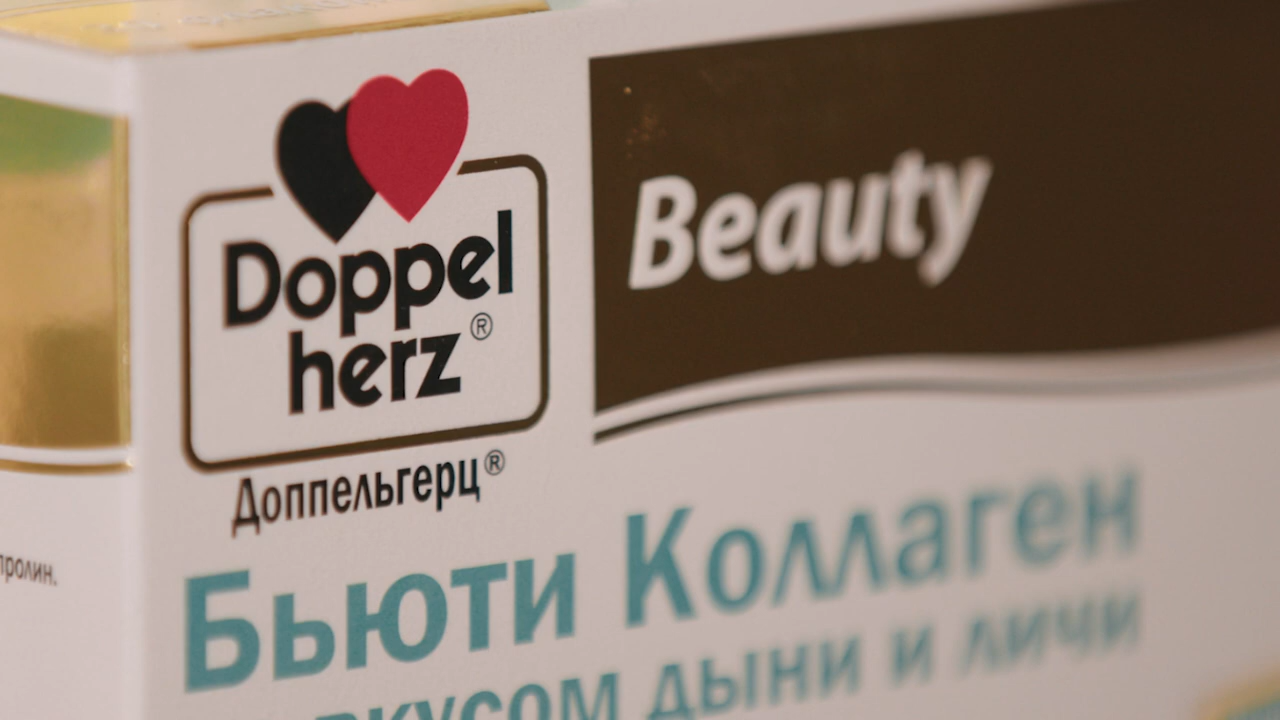 Doppel
herz®
Доппельгерц®
Beauty
Бьюти Коллаген
вкусом дыни и личи
пролин.